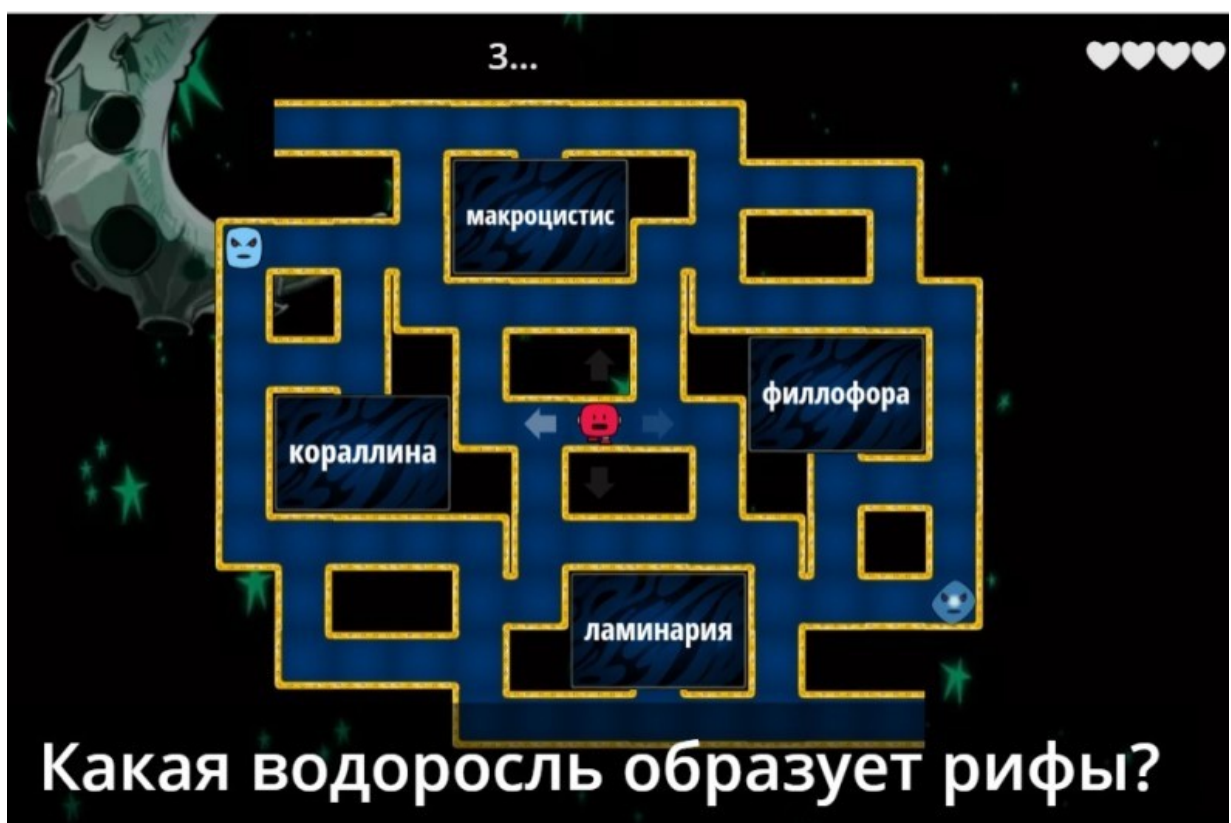 3...
макроцистис
филлофора
кораллина
ламинария
Какая водоросль образует рифы?